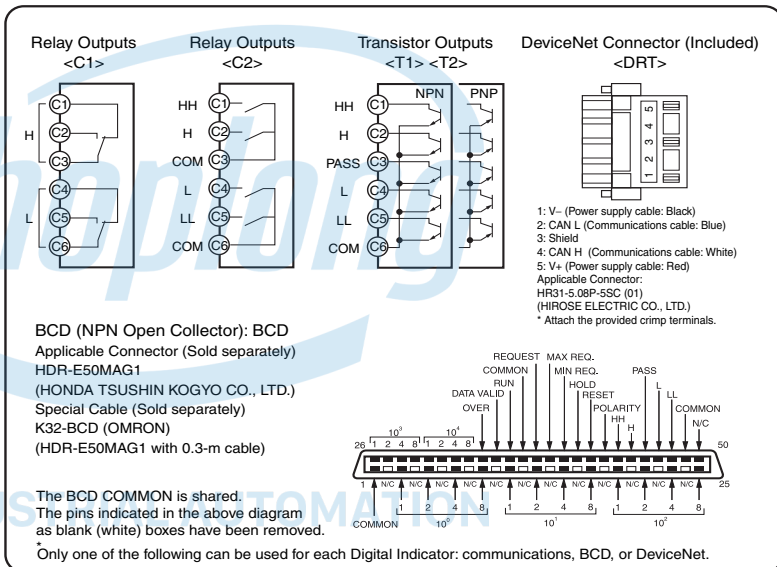 Relay Outputs
<C1>
H
C1
C2
C3
L
C4
C5
C6
Relay Outputs
<C2>
HH C1
H C2
COM C3
L C4
LL C5
COM C6
Transistor Outputs
<T1> <T2>
NPN PNP
HH C1
H C2
PASS C3
L C4
LL C5
COM C6
DeviceNet Connector (Included)
<DRT>
1 2 3 4 5
1: V– (Power supply cable: Black)
2: CAN L (Communications cable: Blue)
3: Shield
4: CAN H (Communications cable: White)
5: V+ (Power supply cable: Red)
Applicable Connector:
HR31-5.08P-5SC (01)
(HIROSE ELECTRIC CO., LTD.)
* Attach the provided crimp terminals.
BCD (NPN Open Collector): BCD
Applicable Connector (Sold separately)
HDR-E50MAG1
(HONDA TSUSHIN KOGYO CO., LTD.)
Special Cable (Sold separately)
K32-BCD (OMRON)
(HDR-E50MAG1 with 0.3-m cable)
The BCD COMMON is shared.
The pins indicated in the above diagram
as blank (white) boxes have been removed.
REQUEST MAX REQ.
COMMON MIN REQ. PASS
RUN HOLD L
DATA VALID RESET LL
OVER POLARITY COMMON
HH N/C
H
10³ 10⁴
26 1 2 4 8 1 2 4 8 50
1 N/C N/C N/C N/C N/C N/C N/C N/C N/C N/C N/C N/C 25
COMMON 1 2 4 8 1 2 4 8 1 2 4 8
10⁰ 10¹ 10²
*Only one of the following can be used for each Digital Indicator: communications, BCD, or DeviceNet.
hoplong
INDUSTRIAL AUTOMATION